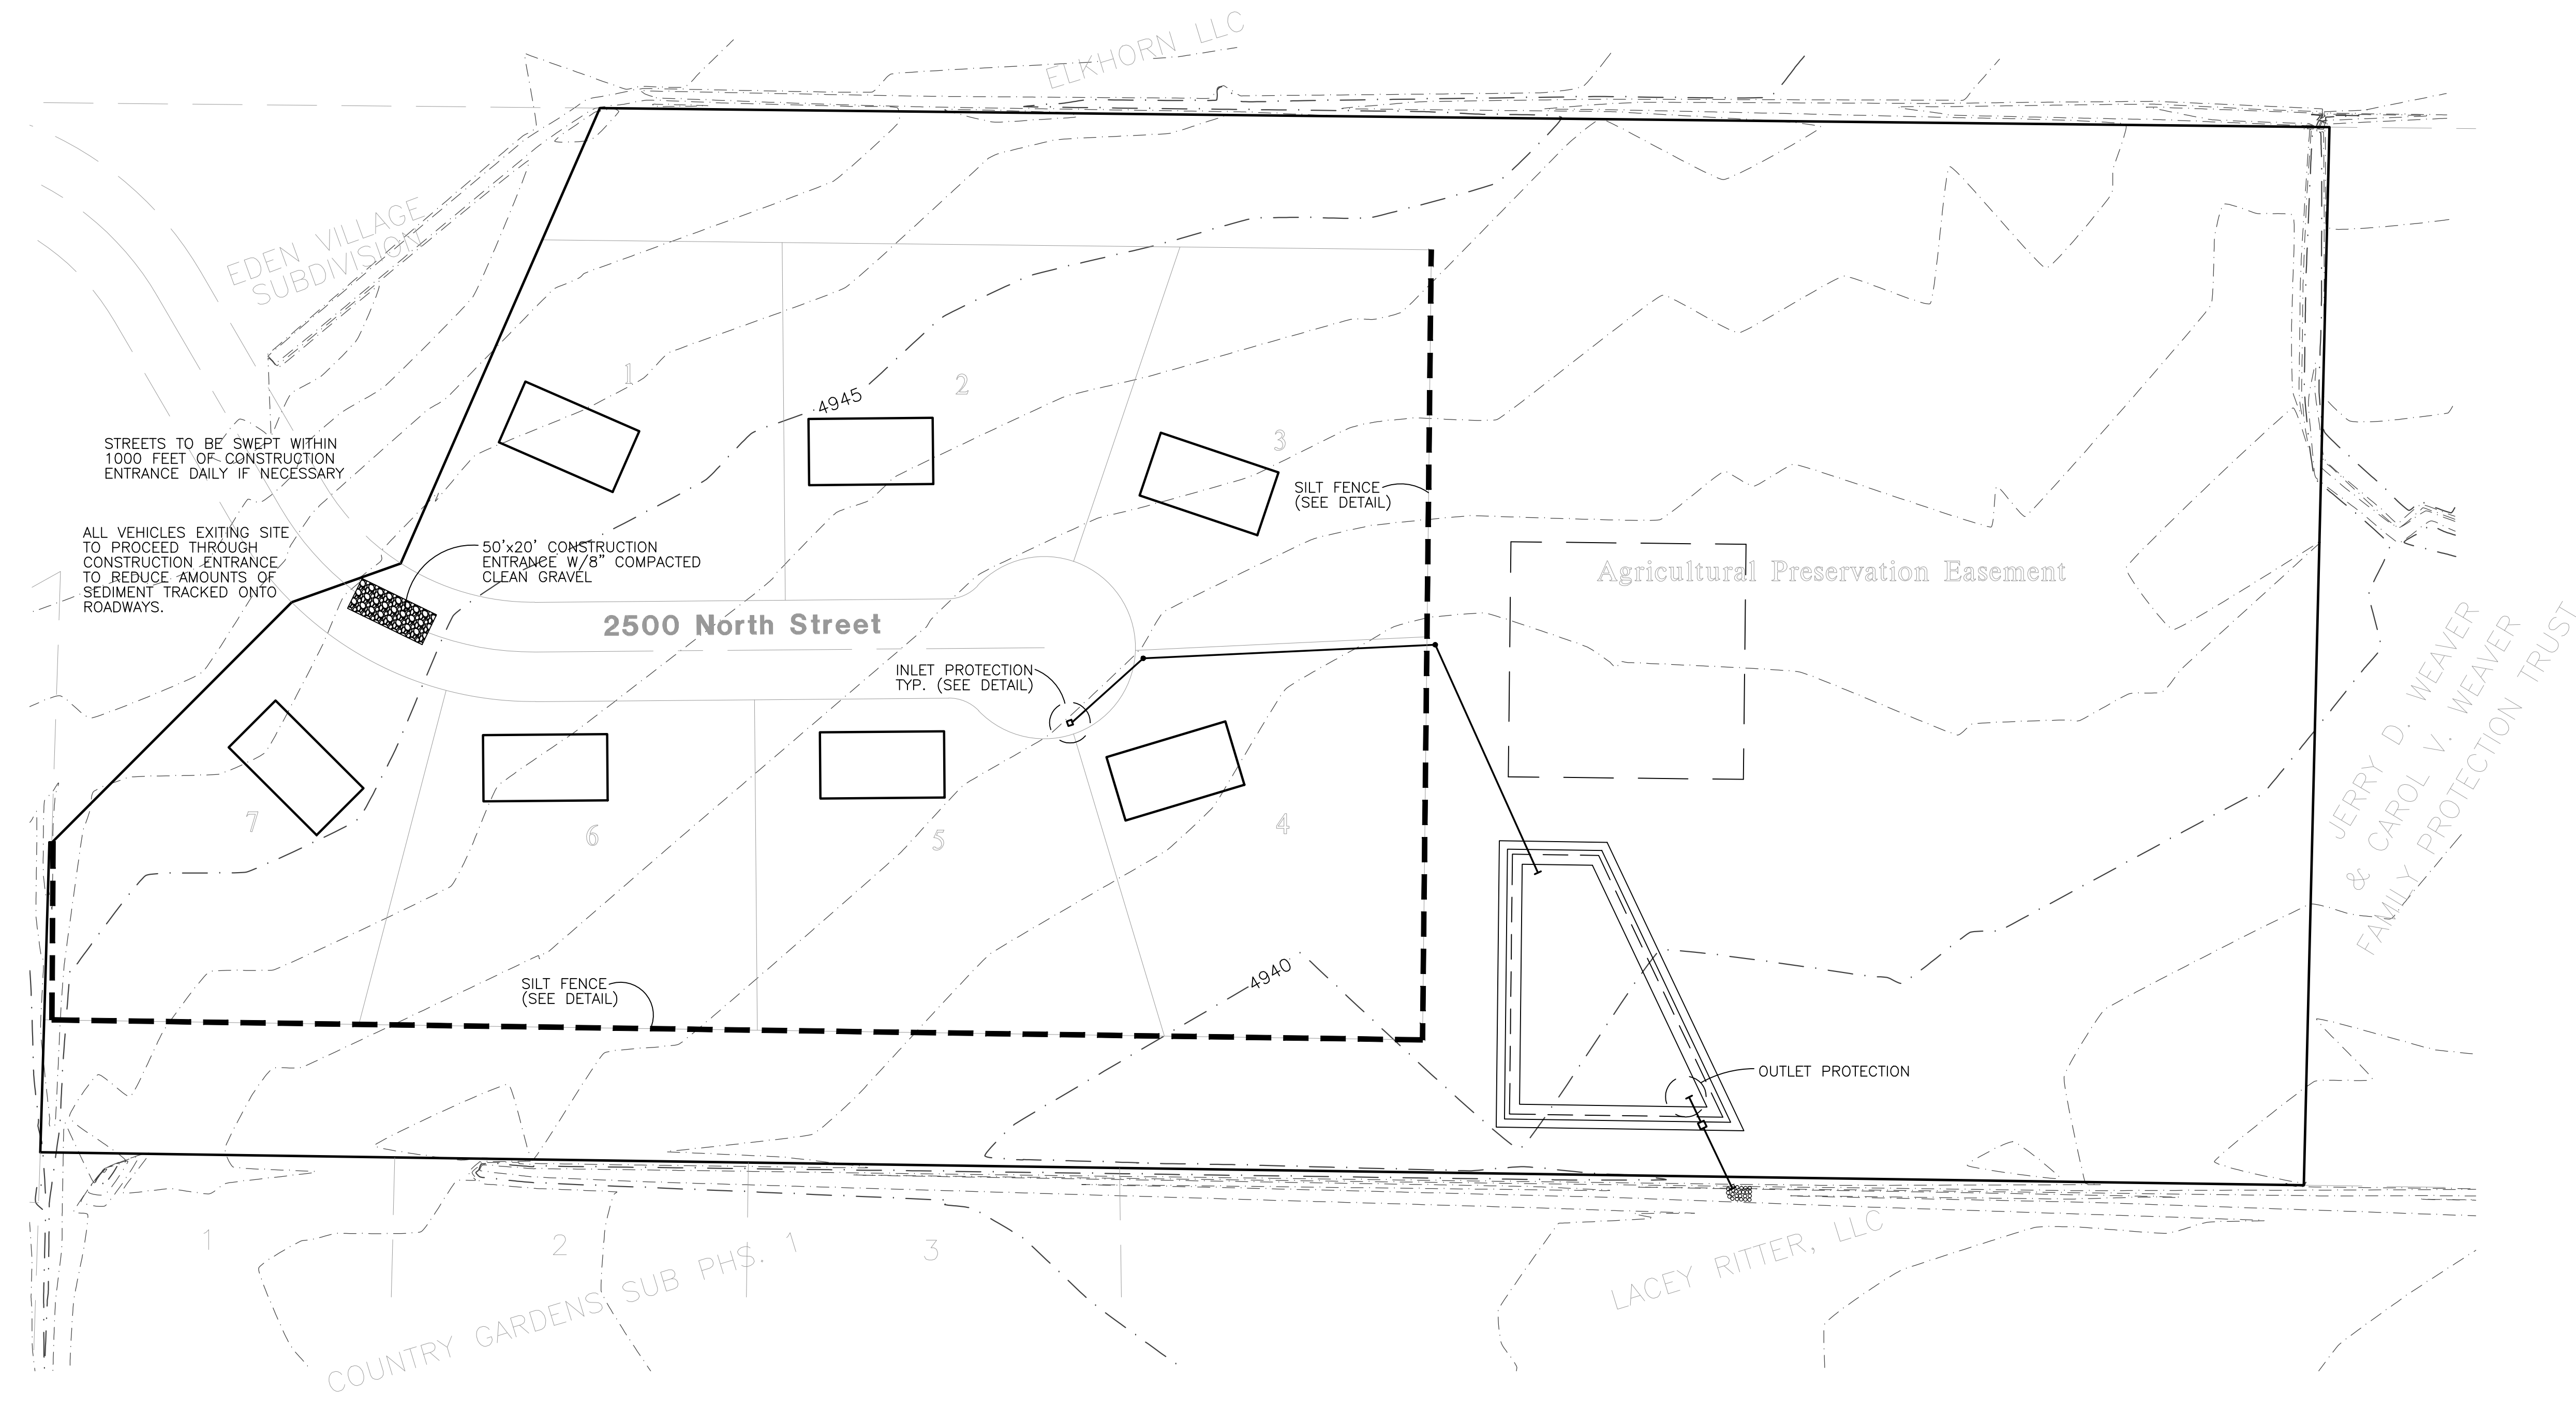 ELKHORN LLC
EDEN VILLAGE
SUBDIVISION
1
2
3
4945
STREETS TO BE SWEPT WITHIN
1000 FEET OF CONSTRUCTION
ENTRANCE DAILY IF NECESSARY
SILT FENCE
(SEE DETAIL)
ALL VEHICLES EXITING SITE
TO PROCEED THROUGH
CONSTRUCTION ENTRANCE
TO REDUCE AMOUNTS OF
SEDIMENT TRACKED ONTO
ROADWAYS.
50'x20' CONSTRUCTION
ENTRANCE W/8" COMPACTED
CLEAN GRAVEL
Agricultural Preservation Easement
2500 North Street
INLET PROTECTION
TYP. (SEE DETAIL)
JERRY D. WEAVER
& CAROL V. WEAVER
FAMILY PROTECTION TRUST
7
6
5
4
SILT FENCE
(SEE DETAIL)
4940
OUTLET PROTECTION
1
2
3
COUNTRY GARDENS SUB PHS. 1
LACEY RITTER, LLC